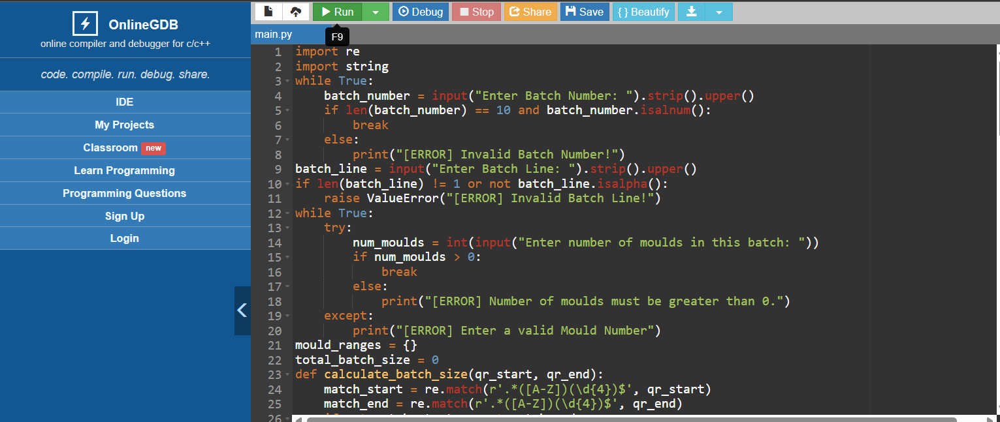 OnlineGDB
online compiler and debugger for c/c++
code. compile. run. debug. share.
IDE
My Projects
Classroom new
Learn Programming
Programming Questions
Sign Up
Login
Run Debug Stop Share Save { } Beautify
main.py
F9
1 import re
2 import string
3 while True:
4     batch_number = input("Enter Batch Number: ").strip().upper()
5     if len(batch_number) == 10 and batch_number.isalnum():
6         break
7     else:
8         print("[ERROR] Invalid Batch Number!")
9 batch_line = input("Enter Batch Line: ").strip().upper()
10 if len(batch_line) != 1 or not batch_line.isalpha():
11     raise ValueError("[ERROR] Invalid Batch Line!")
12 while True:
13     try:
14         num_moulds = int(input("Enter number of moulds in this batch: "))
15         if num_moulds > 0:
16             break
17         else:
18             print("[ERROR] Number of moulds must be greater than 0.")
19     except:
20         print("[ERROR] Enter a valid Mould Number")
21 mould_ranges = {}
22 total_batch_size = 0
23 def calculate_batch_size(qr_start, qr_end):
24     match_start = re.match(r'.*([A-Z])(\d{4})$', qr_start)
25     match_end = re.match(r'.*([A-Z])(\d{4})$', qr_end)
26